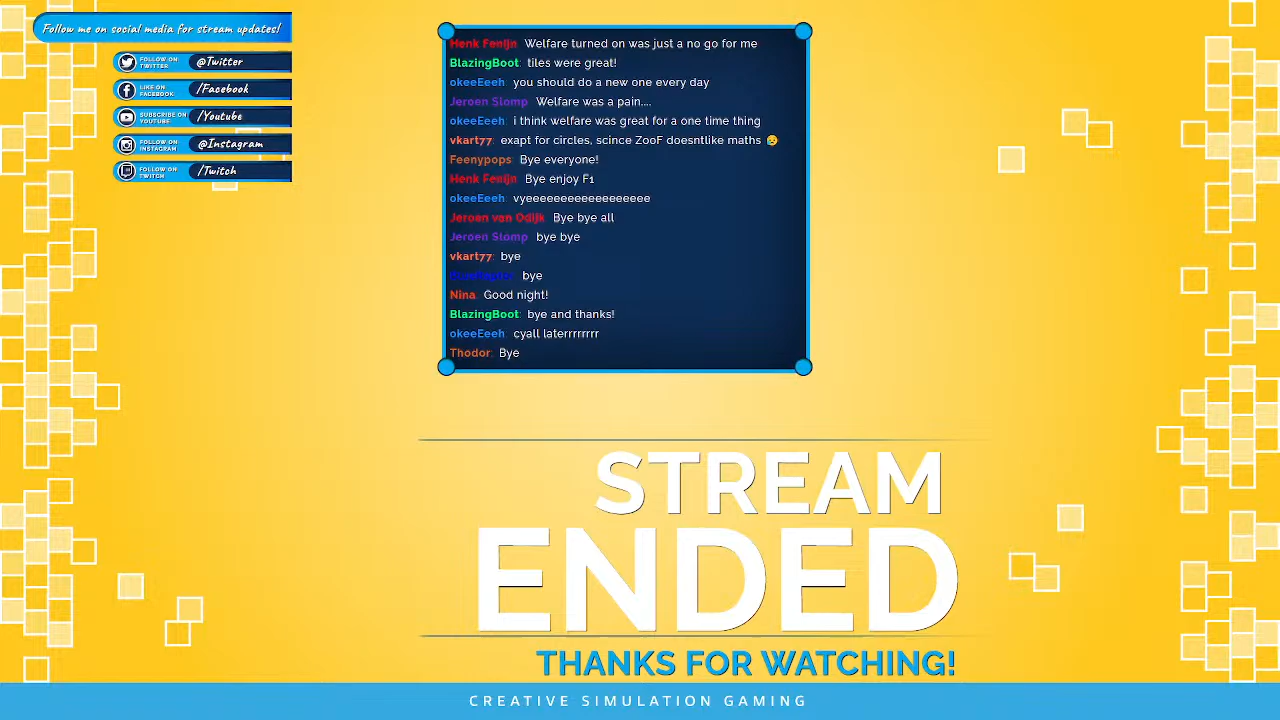 Follow me on social media for stream updates!
FOLLOW ON TWITTER @Twitter
LIKE ON FACEBOOK /Facebook
SUBSCRIBE ON YOUTUBE /Youtube
FOLLOW ON INSTAGRAM @Instagram
FOLLOW ON TWITCH /Twitch
Henk Fenijn Welfare turned on was just a no go for me
BlazingBoot: tiles were great!
okeeEeeh: you should do a new one every day
Jeroen Slomp Welfare was a pain....
okeeEeeh: i think welfare was great for a one time thing
vkart77: exapt for circles, scince ZooF doesntlike maths 😥
Feenypops: Bye everyone!
Henk Fenijn Bye enjoy F1
okeeEeeh: vyeeeeeeeeeeeeeeeeee
Jeroen van Odijk Bye bye all
Jeroen Slomp bye bye
vkart77: bye
bye
Nina: Good night!
BlazingBoot: bye and thanks!
okeeEeeh: cyall laterrrrrrrr
Thodor: Bye
STREAM
ENDED
THANKS FOR WATCHING!
CREATIVE SIMULATION GAMING